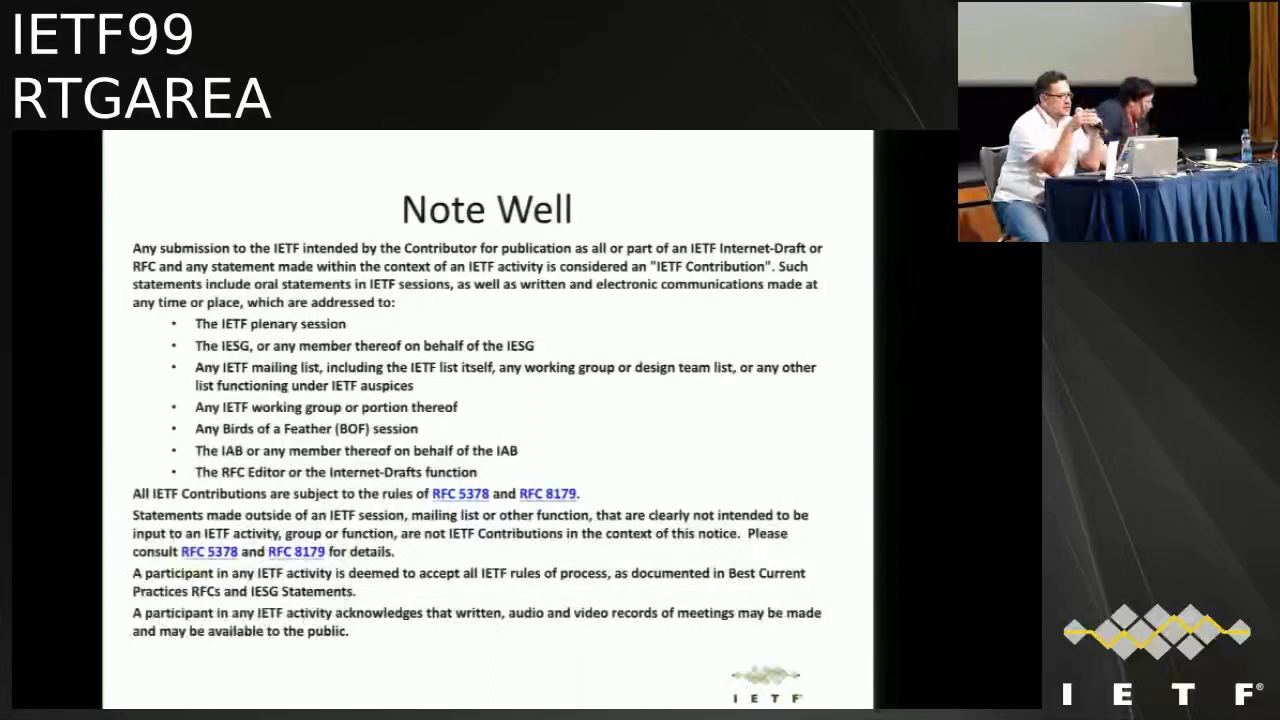 IETF99
RTGAREA
Note Well
Any submission to the IETF intended by the Contributor for publication as all or part of an IETF Internet-Draft or
RFC and any statement made within the context of an IETF activity is considered an "IETF Contribution". Such
statements include oral statements in IETF sessions, as well as written and electronic communications made at
any time or place, which are addressed to:
• The IETF plenary session
• The IESG, or any member thereof on behalf of the IESG
• Any IETF mailing list, including the IETF list itself, any working group or design team list, or any other
list functioning under IETF auspices
• Any IETF working group or portion thereof
• Any Birds of a Feather (BOF) session
• The IAB or any member thereof on behalf of the IAB
• The RFC Editor or the Internet-Drafts function
All IETF Contributions are subject to the rules of RFC 5378 and RFC 8179.
Statements made outside of an IETF session, mailing list or other function, that are clearly not intended to be
input to an IETF activity, group or function, are not IETF Contributions in the context of this notice. Please
consult RFC 5378 and RFC 8179 for details.
A participant in any IETF activity is deemed to accept all IETF rules of process, as documented in Best Current
Practices RFCs and IESG Statements.
A participant in any IETF activity acknowledges that written, audio and video records of meetings may be made
and may be available to the public.
I E T F
I E T F®